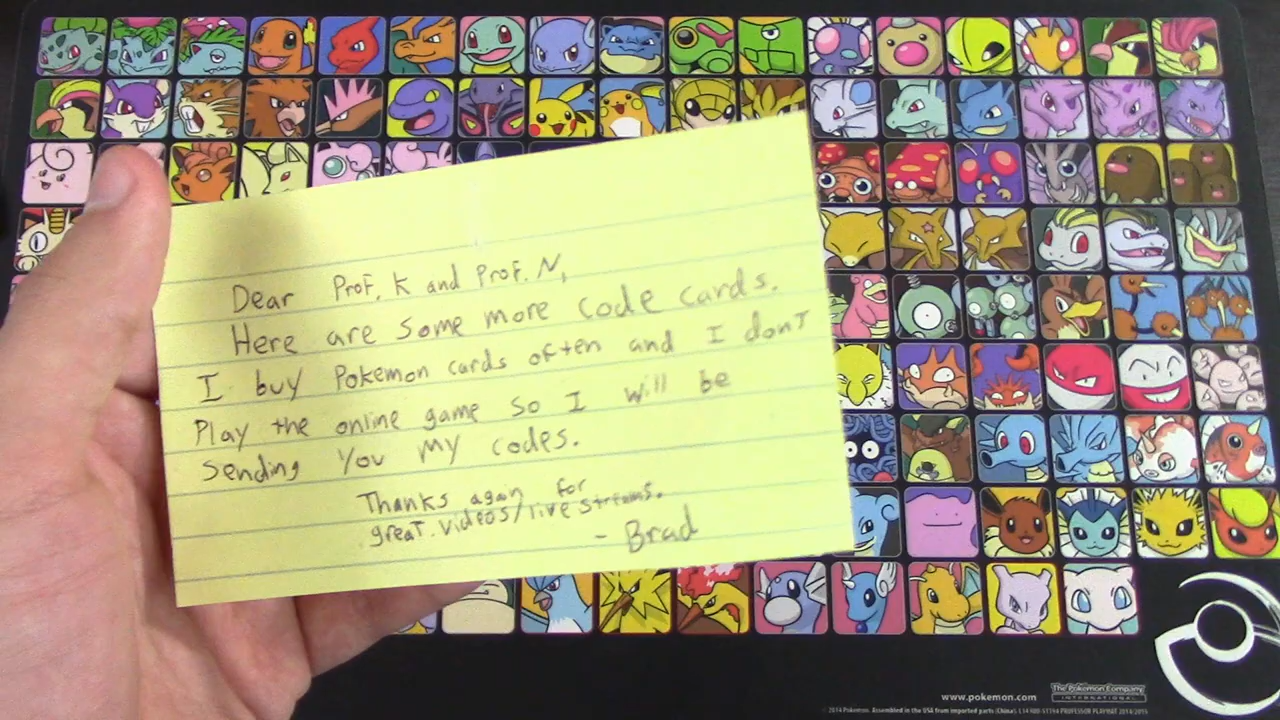 Dear Prof. K and Prof. N,
Here are some more code cards.
I buy Pokemon cards often and I dont
Play the online game so I will be
sending you my codes.
Thanks again for
great videos/live streams.
- Brad
www.pokemon.com
The Pokémon Company
INTERNATIONAL